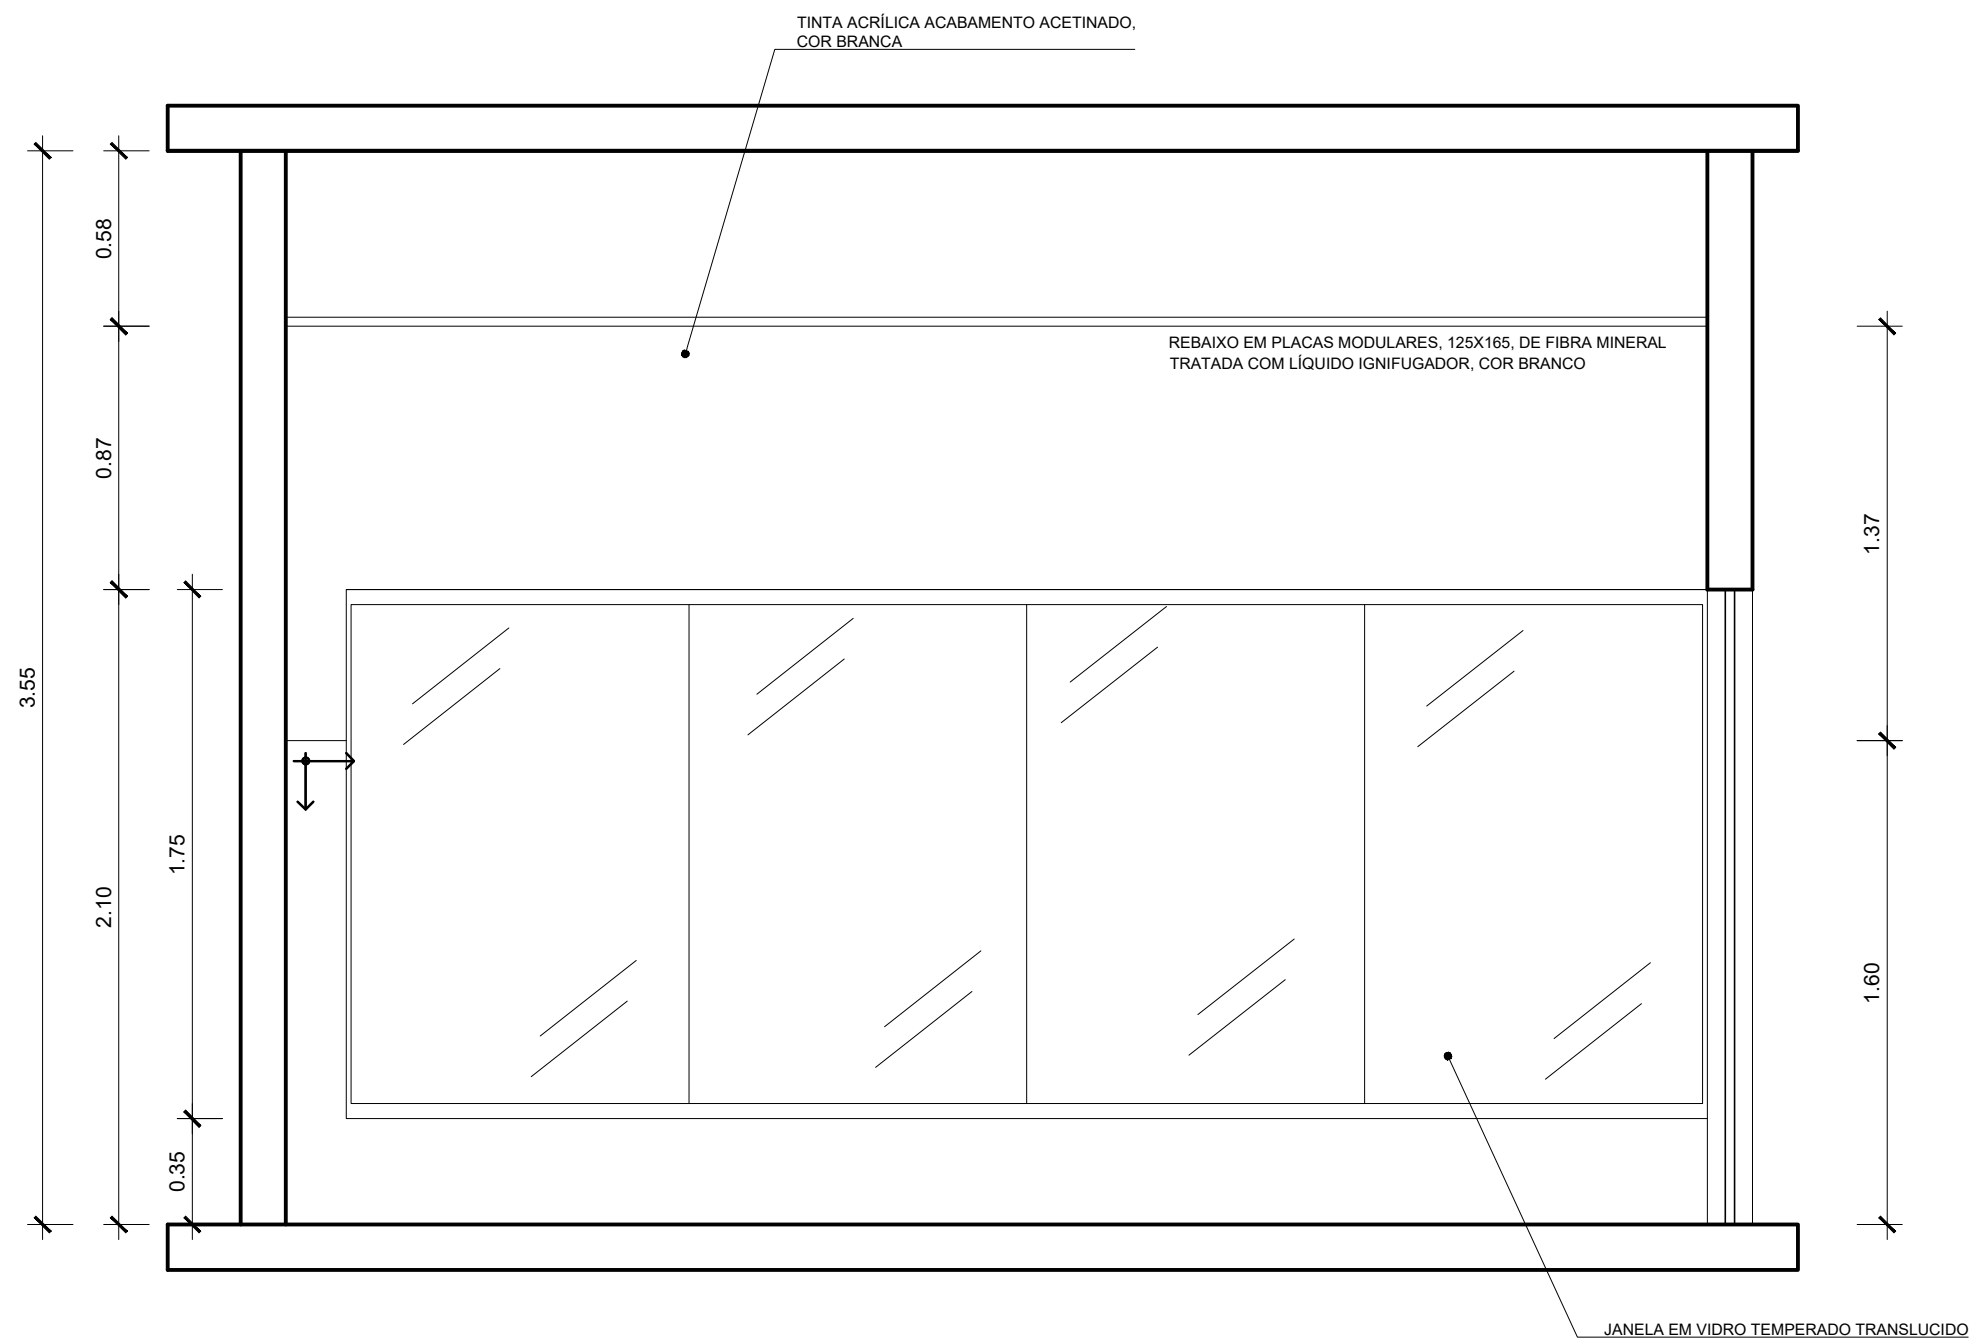 TINTA ACRÍLICA ACABAMENTO ACETINADO,
COR BRANCA
0.58
REBAIXO EM PLACAS MODULARES, 125X165, DE FIBRA MINERAL
TRATADA COM LÍQUIDO IGNIFUGADOR, COR BRANCO
0.87
1.37
3.55
1.75
2.10
1.60
0.35
JANELA EM VIDRO TEMPERADO TRANSLUCIDO